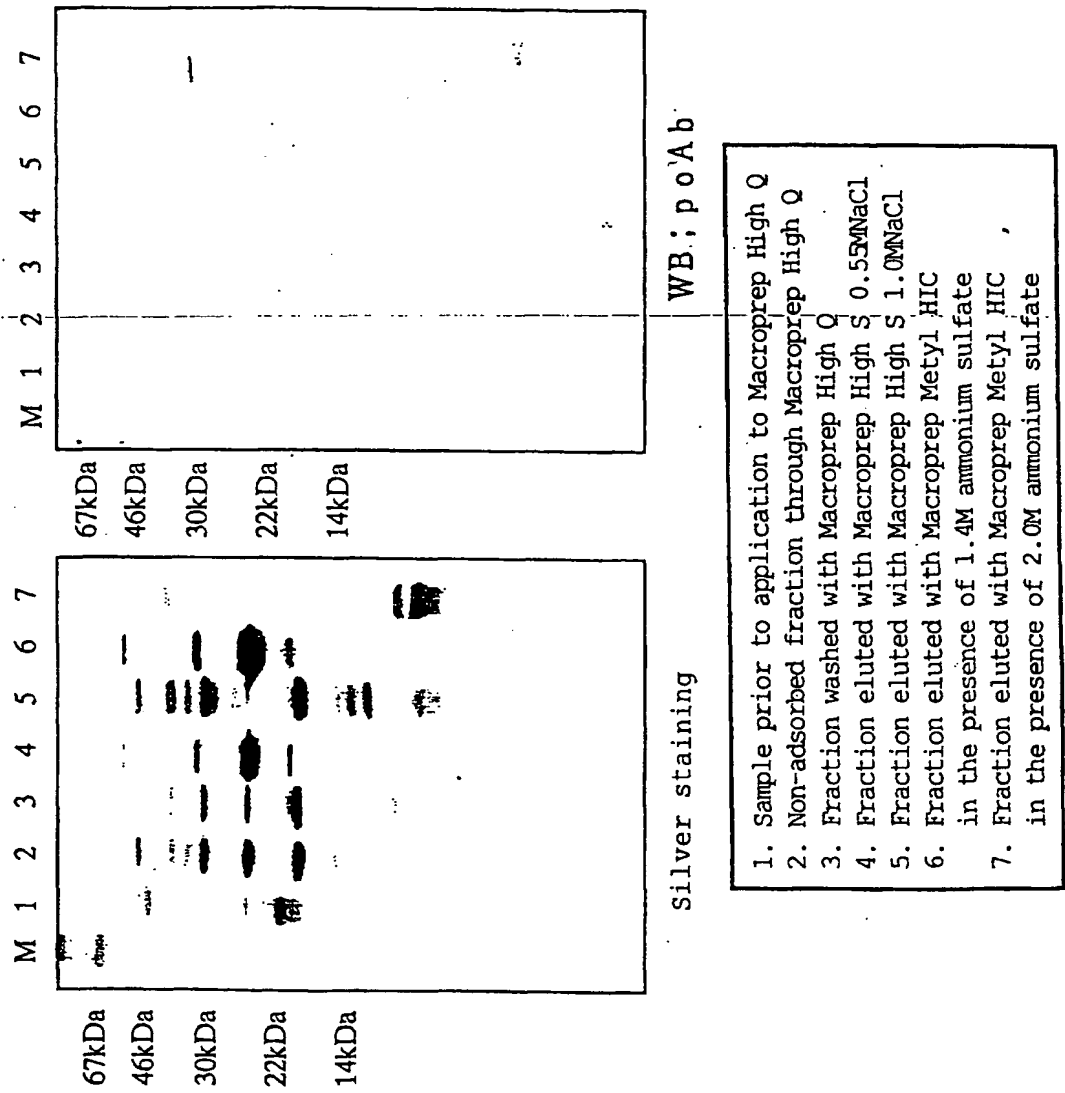 M 1 2 3 4 5 6 7
67kDa
46kDa
30kDa
22kDa
14kDa
Silver staining
M 1 2 3 4 5 6 7
67kDa
46kDa
30kDa
22kDa
14kDa
WB ; poAb
1. Sample prior to application to Macroprep High Q
2. Non-adsorbed fraction through Macroprep High Q
3. Fraction washed with Macroprep High Q
4. Fraction eluted with Macroprep High S 0.55MNaCl
5. Fraction eluted with Macroprep High S 1.0MNaCl
6. Fraction eluted with Macroprep Metyl HIC
in the presence of 1.4M ammonium sulfate
7. Fraction eluted with Macroprep Metyl HIC
in the presence of 2.0M ammonium sulfate